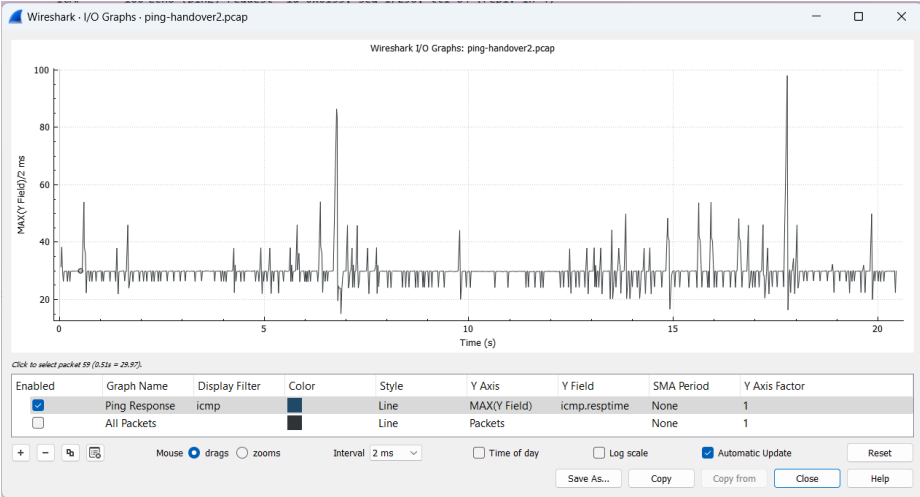 Wireshark · I/O Graphs · ping-handover2.pcap
Wireshark I/O Graphs: ping-handover2.pcap
MAX(Y Field)/2 ms
100
80
60
40
20
0 5 10 15 20
Time (s)
Click to select packet 59 (0.51s = 29.97).
Enabled Graph Name Display Filter Color Style Y Axis Y Field SMA Period Y Axis Factor
Ping Response icmp Line MAX(Y Field) icmp.resptime None 1
All Packets Line Packets None 1
+ − Mouse drags zooms Interval 2 ms Time of day Log scale Automatic Update Reset
Save As... Copy Copy from Close Help